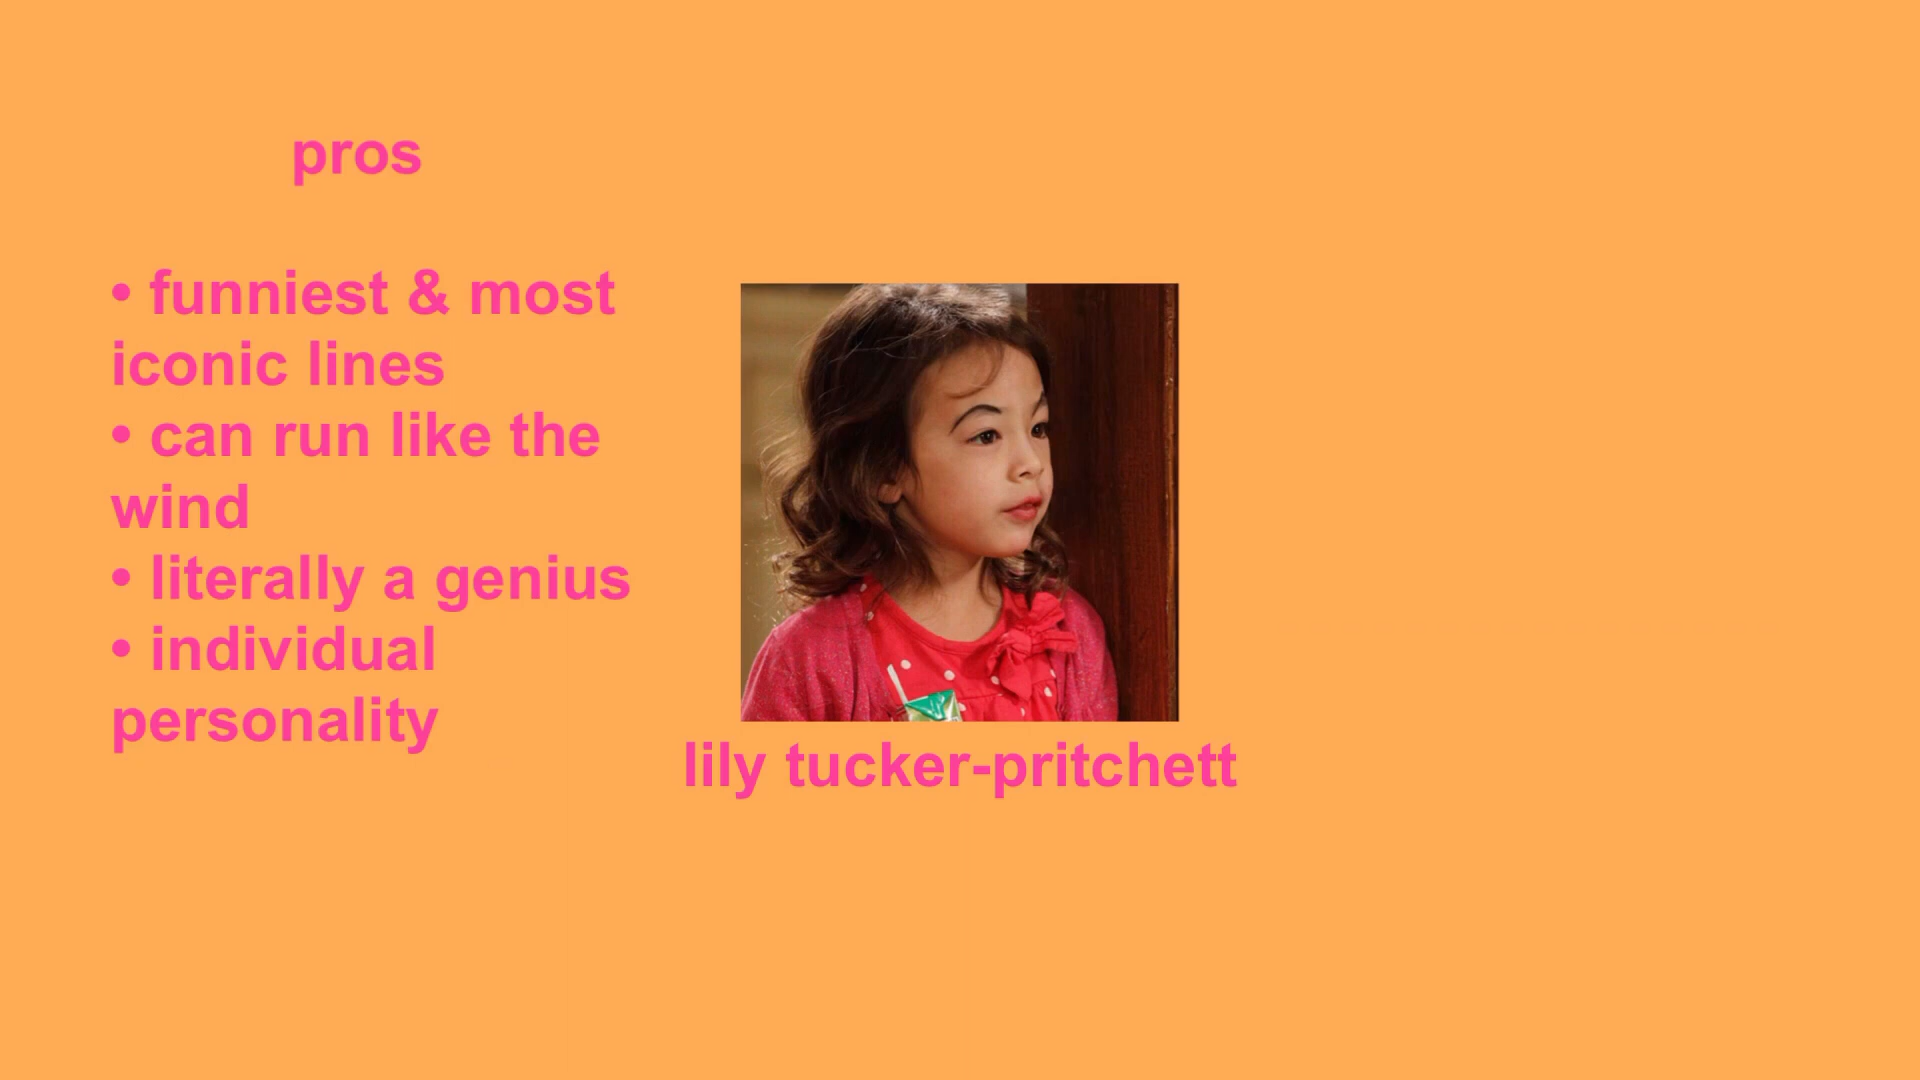 pros
• funniest & most
iconic lines
• can run like the
wind
• literally a genius
• individual
personality
lily tucker-pritchett